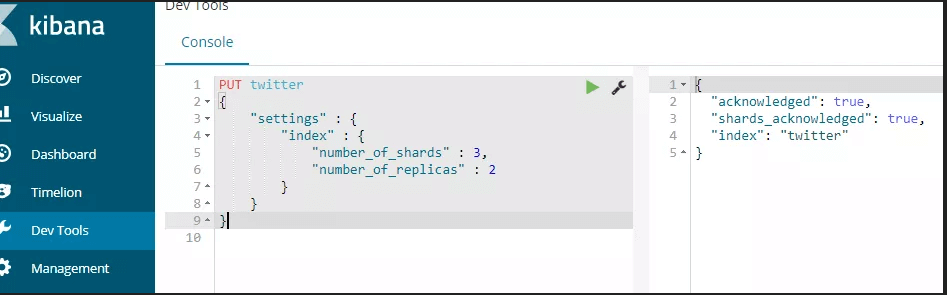 Dev Tools
kibana
Console
Discover
Visualize
Dashboard
Timelion
Dev Tools
Management
1 PUT twitter
2 {
3 "settings" : {
4 "index" : {
5 "number_of_shards" : 3,
6 "number_of_replicas" : 2
7 }
8 }
9 }
10
1 {
2 "acknowledged": true,
3 "shards_acknowledged": true,
4 "index": "twitter"
5 }